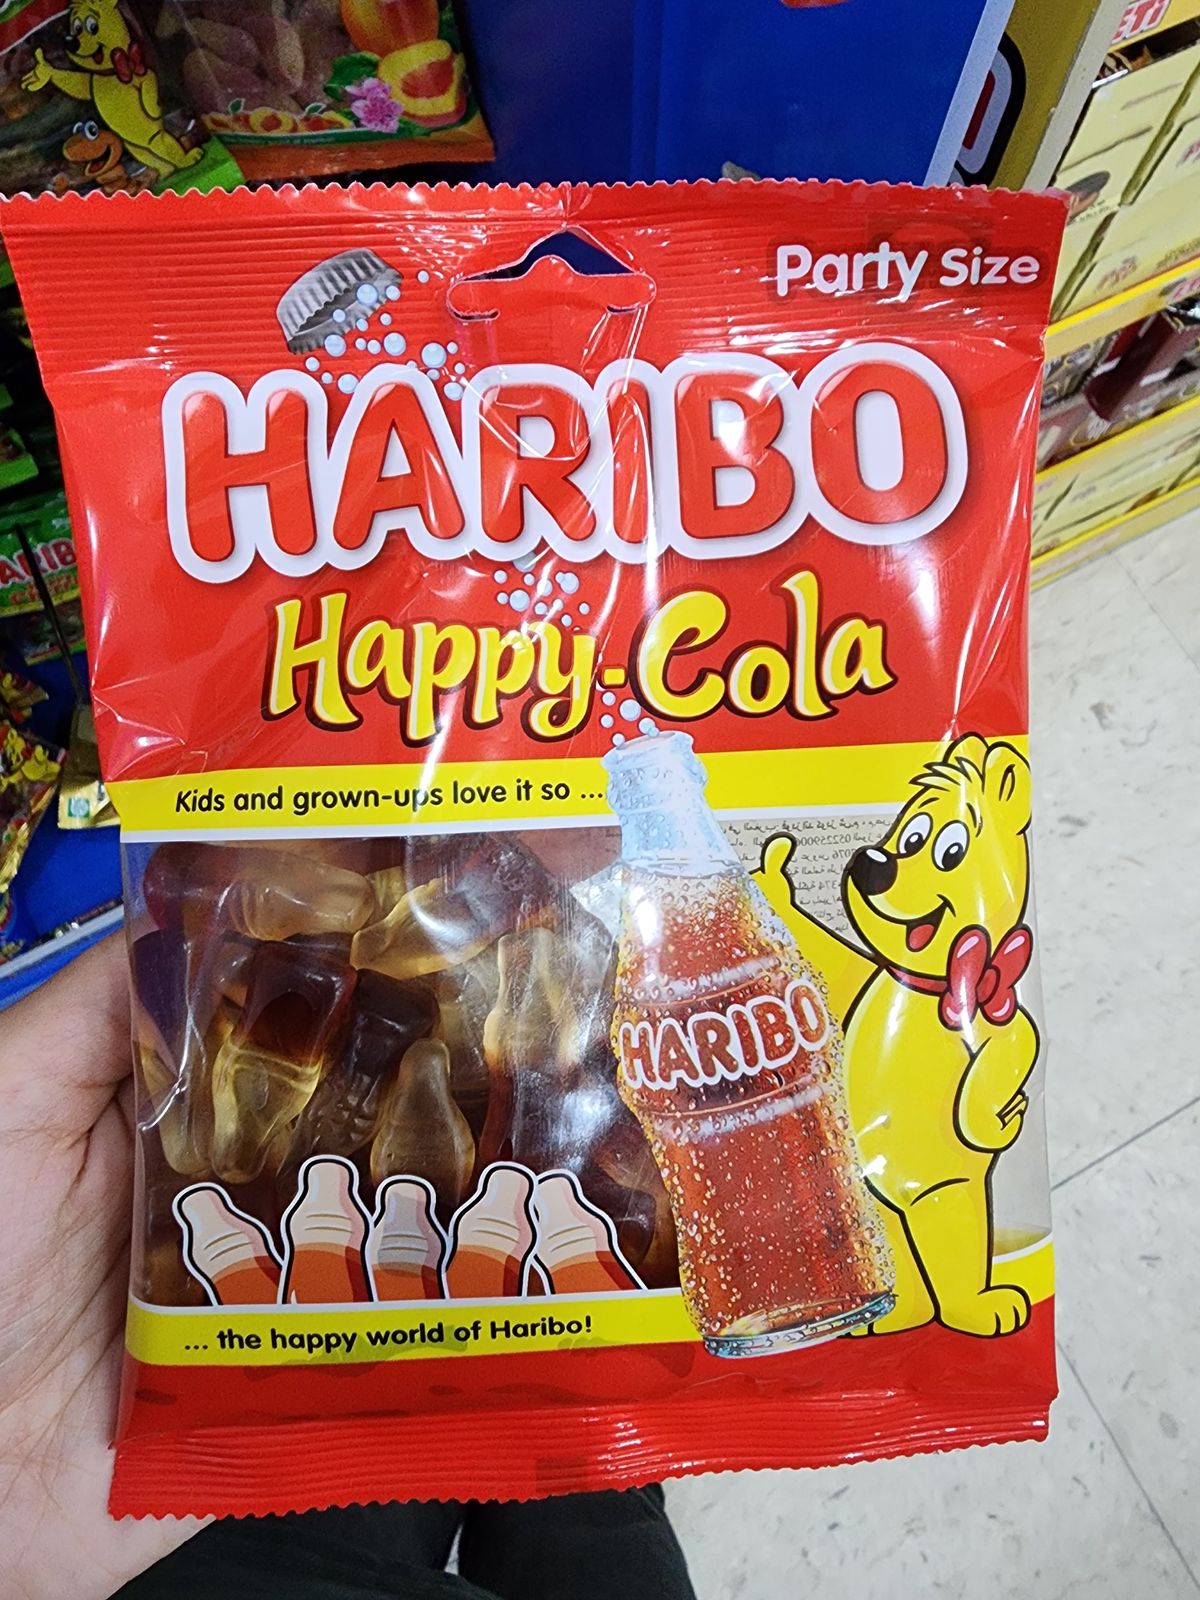 Party Size
HARIBO
Happy-Cola
Kids and grown-ups love it so ...
HARIBO
... the happy world of Haribo!